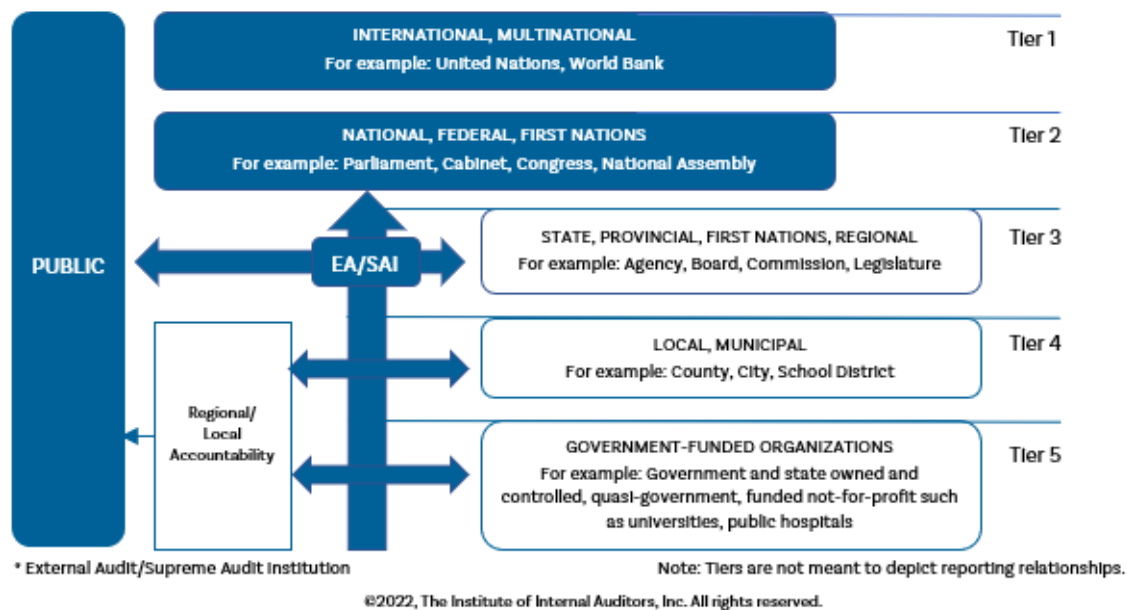 INTERNATIONAL, MULTINATIONAL
For example: United Nations, World Bank
Tier 1
NATIONAL, FEDERAL, FIRST NATIONS
For example: Parliament, Cabinet, Congress, National Assembly
Tier 2
PUBLIC
EA/SAI
STATE, PROVINCIAL, FIRST NATIONS, REGIONAL
For example: Agency, Board, Commission, Legislature
Tier 3
LOCAL, MUNICIPAL
For example: County, City, School District
Tier 4
Regional/
Local
Accountability
GOVERNMENT-FUNDED ORGANIZATIONS
For example: Government and state owned and
controlled, quasi-government, funded not-for-profit such
as universities, public hospitals
Tier 5
* External Audit/Supreme Audit Institution
Note: Tiers are not meant to depict reporting relationships.
©2022, The Institute of Internal Auditors, Inc. All rights reserved.